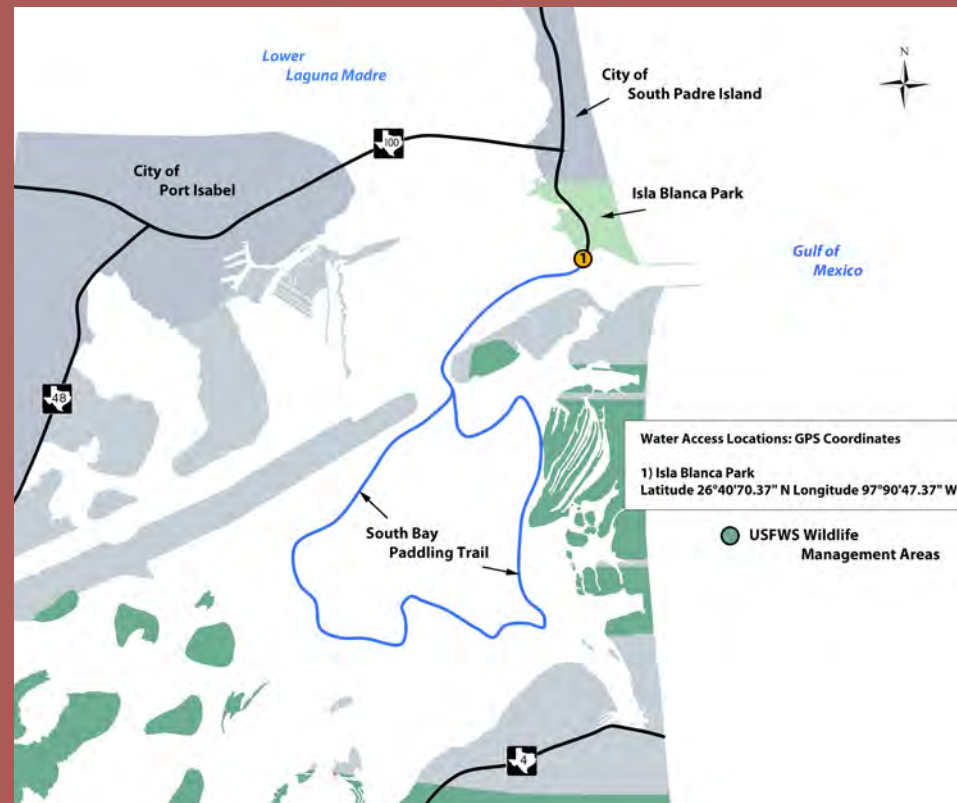 Lower
Laguna Madre
N
City of
South Padre Island
100
City of
Port Isabel
Isla Blanca Park
1
Gulf of
Mexico
48
Water Access Locations: GPS Coordinates
1) Isla Blanca Park
Latitude 26°40'70.37" N Longitude 97°90'47.37" W
South Bay
Paddling Trail
USFWS Wildlife
Management Areas
4